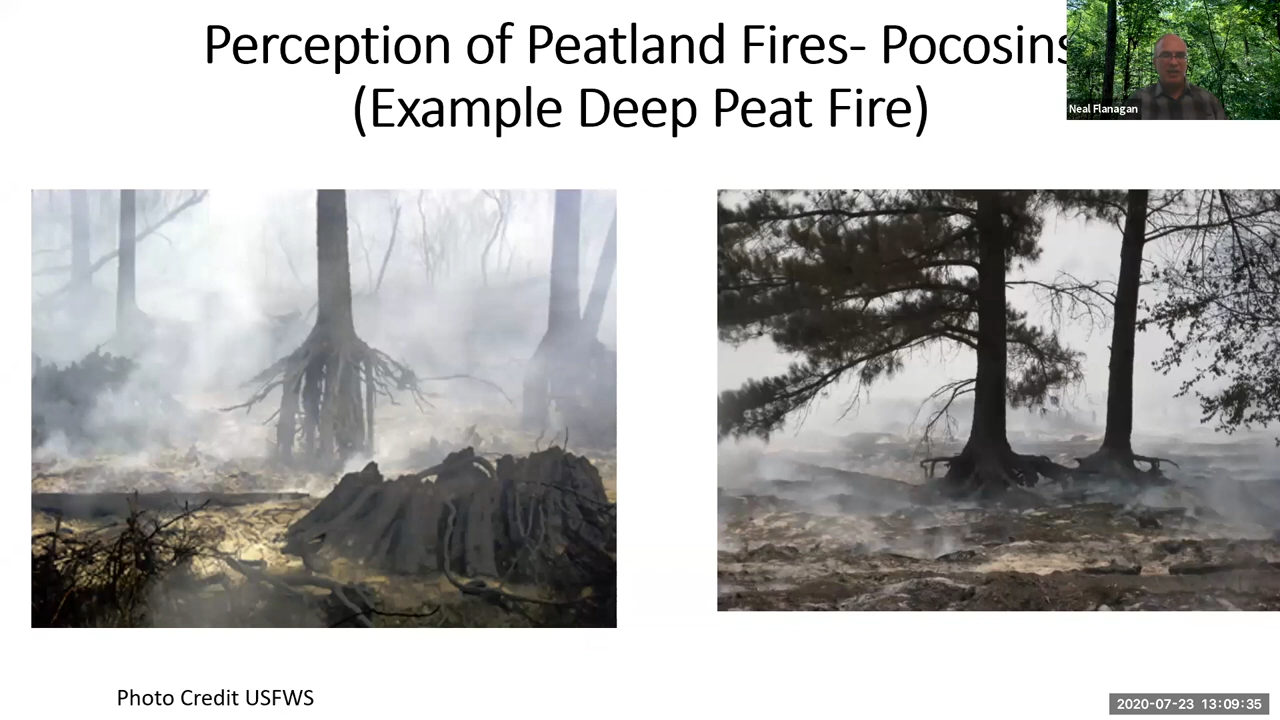 Perception of Peatland Fires- Pocosins
(Example Deep Peat Fire)
Neal Flanagan
Photo Credit USFWS
2020-07-23 13:09:35